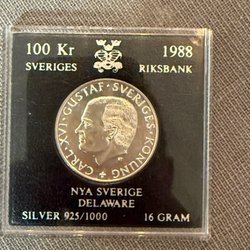 100 Kr 1988
SVERIGES RIKSBANK
CARL XVI GUSTAF SVERIGES KONUNG
NYA SVERIGE
DELAWARE
SILVER 925/1000 16 GRAM